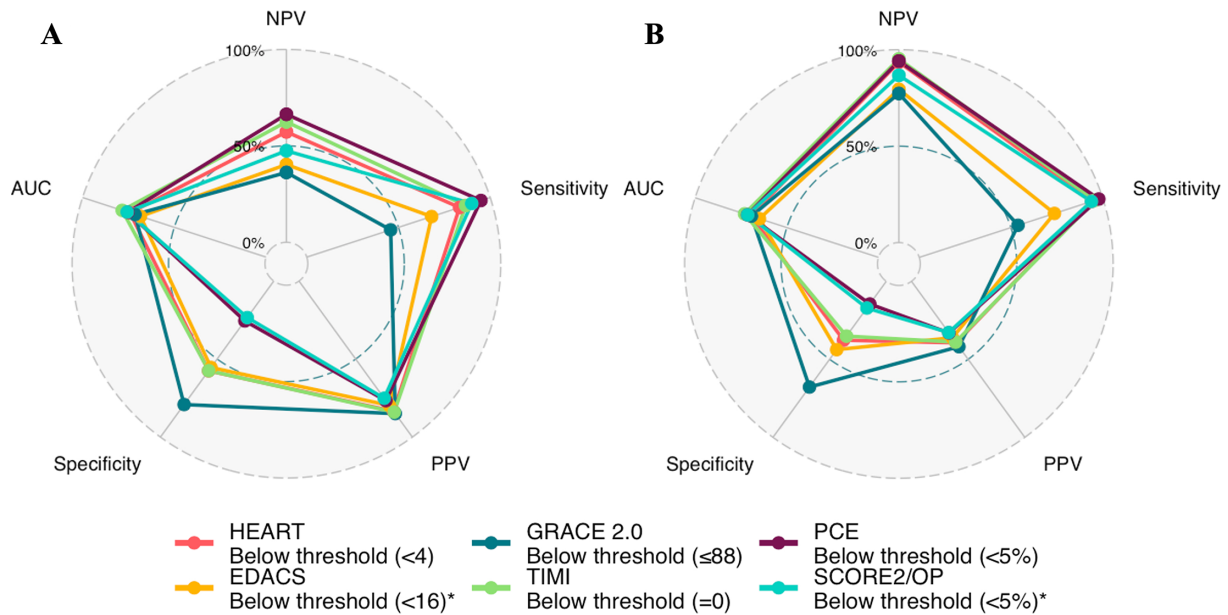 A
NPV
100%
50%
0%
AUC
Sensitivity
Specificity
PPV
B
NPV
100%
50%
0%
AUC
Sensitivity
Specificity
PPV
HEART
Below threshold (<4)
GRACE 2.0
Below threshold (≤88)
PCE
Below threshold (<5%)
EDACS
Below threshold (<16)*
TIMI
Below threshold (=0)
SCORE2/OP
Below threshold (<5%)*